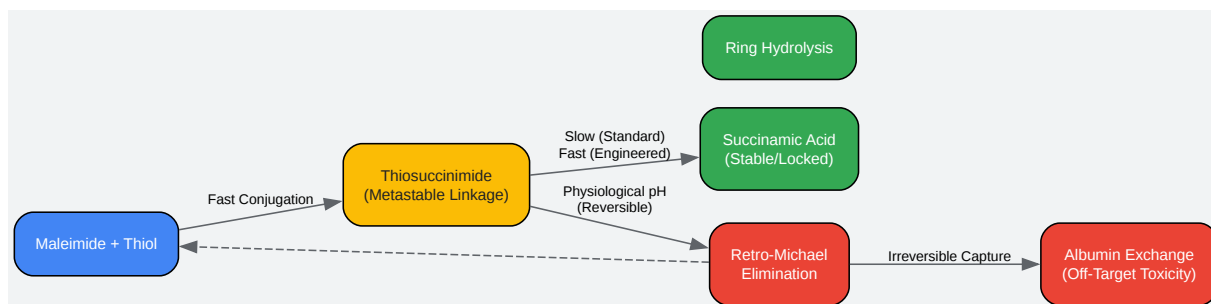 Ring Hydrolysis
Slow (Standard)
Fast (Engineered)
Succinamic Acid
(Stable/Locked)
Thiosuccinimide
(Metastable Linkage)
Fast Conjugation
Physiological pH
(Reversible)
Maleimide + Thiol
Retro-Michael
Elimination
Irreversible Capture
Albumin Exchange
(Off-Target Toxicity)